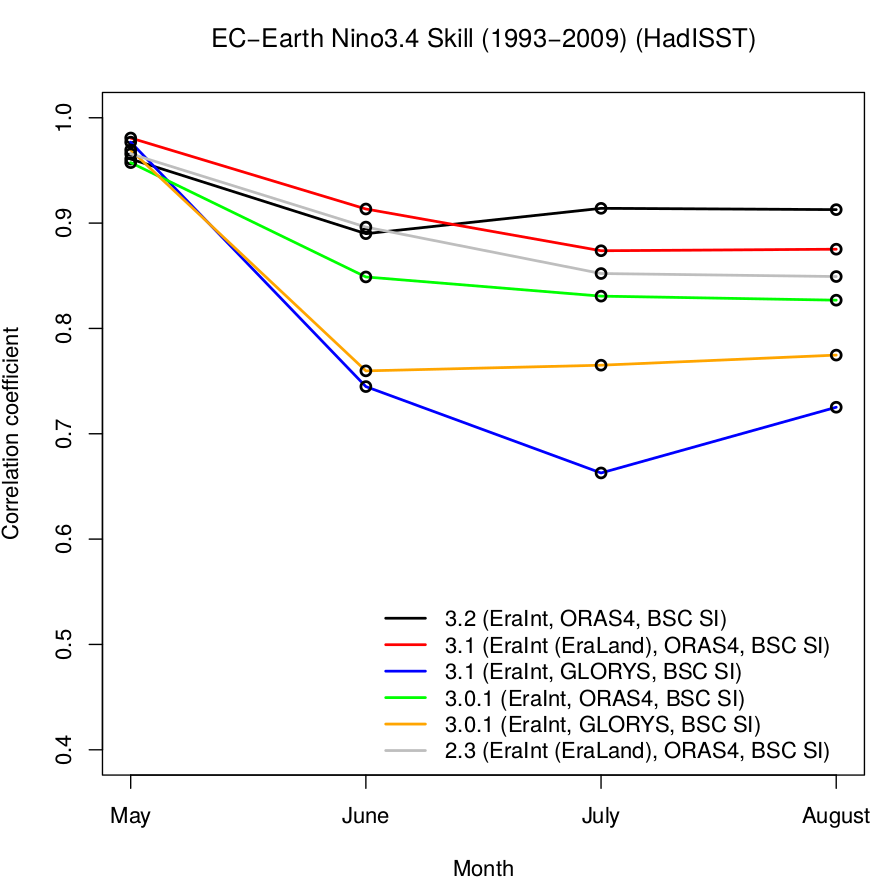 EC−Earth Nino3.4 Skill (1993−2009) (HadISST)
Correlation coefficient
1.0
0.9
0.8
0.7
0.6
0.5
0.4
3.2 (EraInt, ORAS4, BSC SI)
3.1 (EraInt (EraLand), ORAS4, BSC SI)
3.1 (EraInt, GLORYS, BSC SI)
3.0.1 (EraInt, ORAS4, BSC SI)
3.0.1 (EraInt, GLORYS, BSC SI)
2.3 (EraInt (EraLand), ORAS4, BSC SI)
May June July August
Month